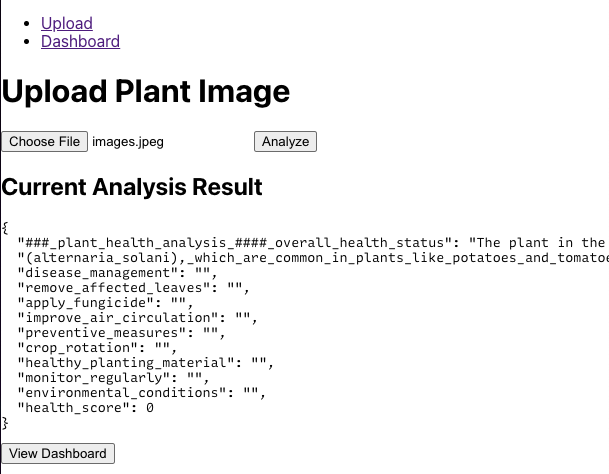 Upload
Dashboard
Upload Plant Image
Choose File images.jpeg Analyze
Current Analysis Result
{
"###_plant_health_analysis_####_overall_health_status": "The plant in the
"(alternaria_solani),_which_are_common_in_plants_like_potatoes_and_tomatoe
"disease_management": "",
"remove_affected_leaves": "",
"apply_fungicide": "",
"improve_air_circulation": "",
"preventive_measures": "",
"crop_rotation": "",
"healthy_planting_material": "",
"monitor_regularly": "",
"environmental_conditions": "",
"health_score": 0
}
View Dashboard